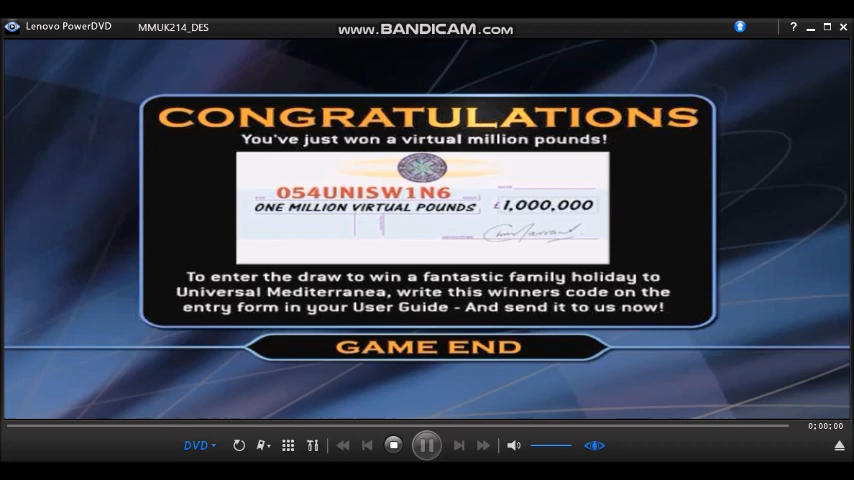 Lenovo PowerDVD
MMUK214_DES
www.BANDICAM.com
?
CONGRATULATIONS
You've just won a virtual million pounds!
054UNISW1N6
ONE MILLION VIRTUAL POUNDS
£1,000,000
To enter the draw to win a fantastic family holiday to
Universal Mediterranea, write this winners code on the
entry form in your User Guide - And send it to us now!
GAME END
0:00:00
DVD